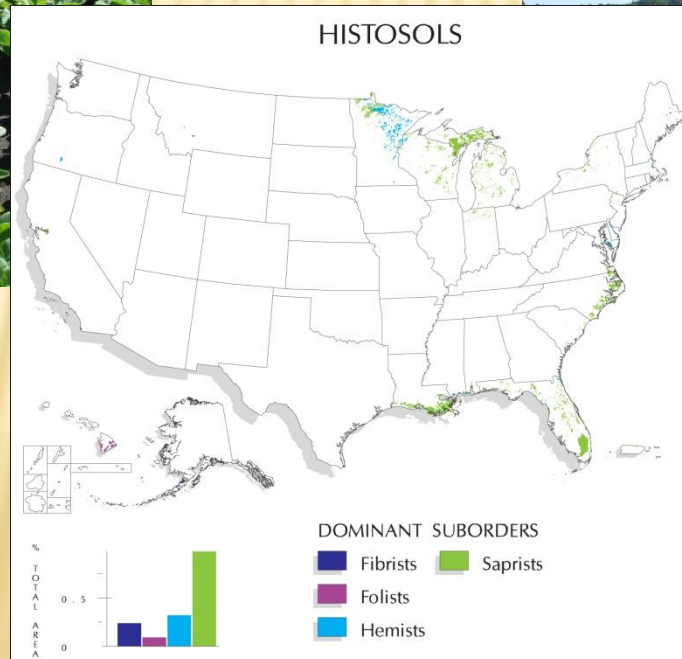 HISTOSOLS
DOMINANT SUBORDERS
Fibrists
Saprists
Folists
Hemists
% TOTAL AREA
0.5
0